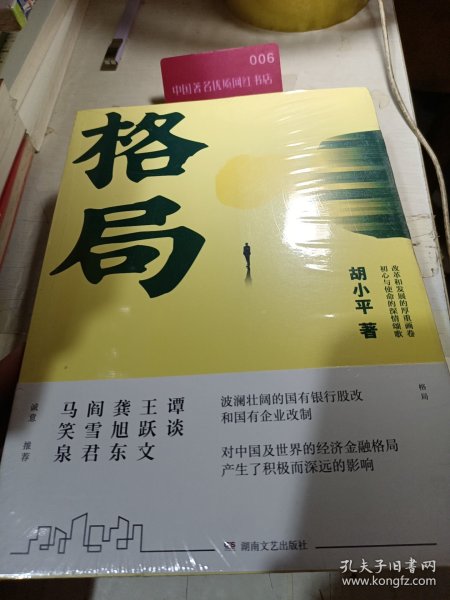 006
中国著名优质网红书店
格局
改革和发展的厚重画卷
初心与使命的深情颂歌
胡小平 著
格局
诚意推荐
谭谈
王跃文
龚旭东
阎雪君
马笑泉
波澜壮阔的国有银行股改
和国有企业改制
对中国及世界的经济金融格局
产生了积极而深远的影响
湖南文艺出版社
孔夫子旧书网
www.kongfz.com